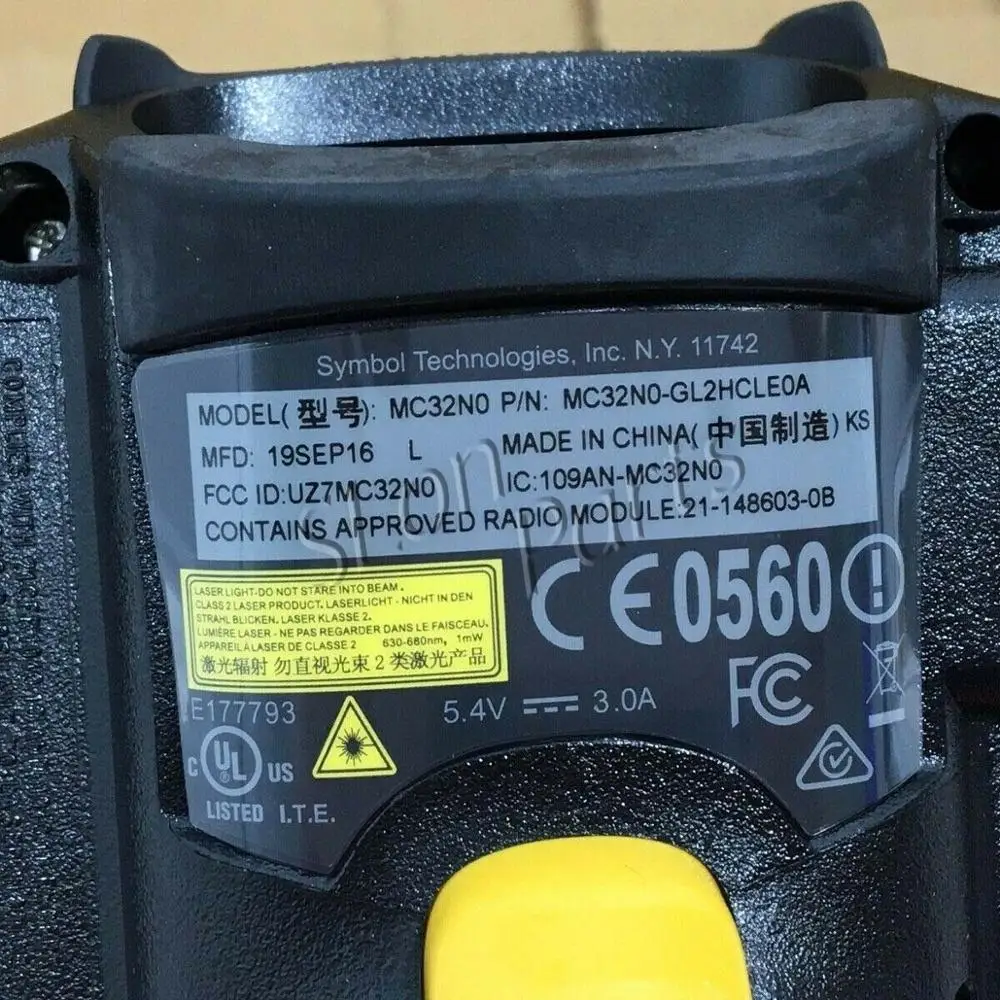 Symbol Technologies, Inc. N.Y. 11742
MODEL(型号): MC32N0 P/N: MC32N0-GL2HCLE0A
MFD: 19SEP16 L MADE IN CHINA(中国制造) KS
FCC ID:UZ7MC32N0 IC:109AN-MC32N0
CONTAINS APPROVED RADIO MODULE:21-148603-0B
sion Parts
LASER LIGHT-DO NOT STARE INTO BEAM.
CLASS 2 LASER PRODUCT. LASERLICHT - NICHT IN DEN
STRAHL BLICKEN. LASER KLASSE 2.
LUMIÈRE LASER - NE PAS REGARDER DANS LE FAISCEAU.
APPAREIL A LASER DE CLASSE 2 630-680nm, 1mW
激光辐射 勿直视光束 2 类激光产品
CE0560 !
E177793
5.4V 3.0A
FCC
C UL US
LISTED I.T.E.